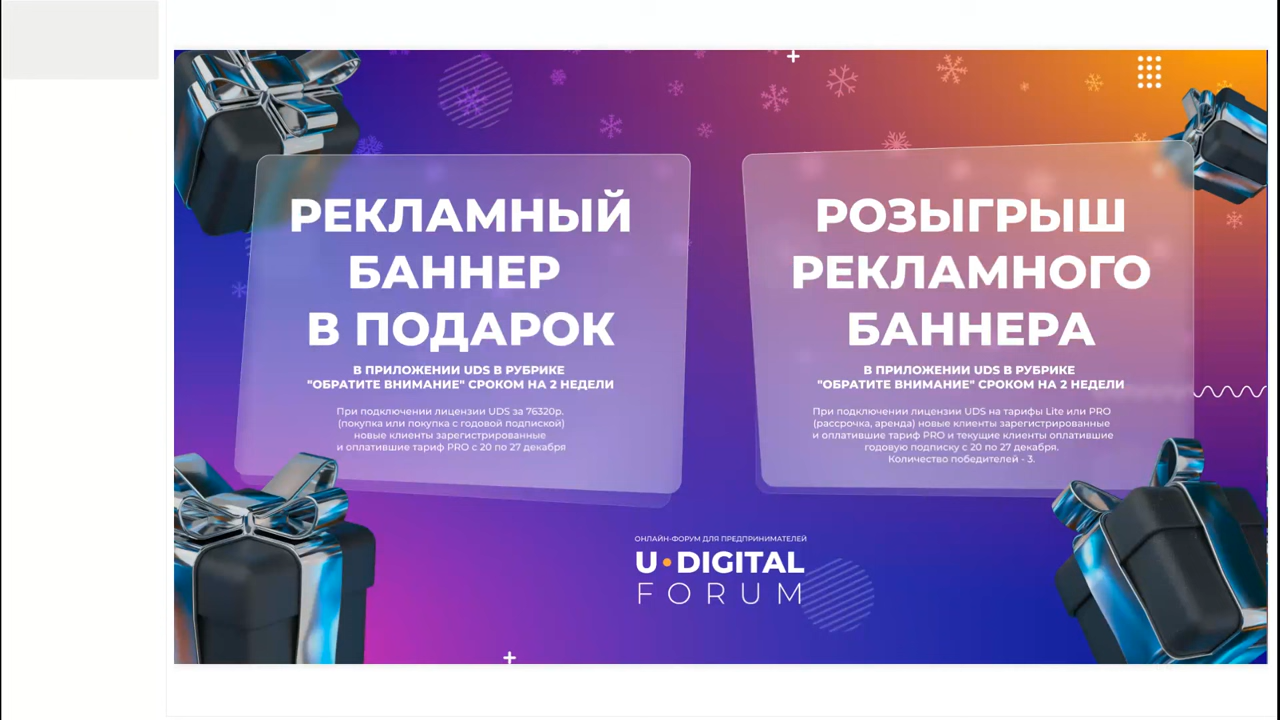 РЕКЛАМНЫЙ
БАННЕР
В ПОДАРОК
В ПРИЛОЖЕНИИ UDS В РУБРИКЕ
"ОБРАТИТЕ ВНИМАНИЕ" СРОКОМ НА 2 НЕДЕЛИ
При подключении лицензии UDS за 76320р.
(покупка или покупка с годовой подпиской)
новые клиенты зарегистрированные
и оплатившие тариф PRO с 20 по 27 декабря
РОЗЫГРЫШ
РЕКЛАМНОГО
БАННЕРА
В ПРИЛОЖЕНИИ UDS В РУБРИКЕ
"ОБРАТИТЕ ВНИМАНИЕ" СРОКОМ НА 2 НЕДЕЛИ
При подключении лицензии UDS на тарифы Lite или PRO
(рассрочка, аренда) новые клиенты зарегистрированные
и оплатившие тариф PRO и текущие клиенты оплатившие
годовую подписку с 20 по 27 декабря.
Количество победителей - 3.
ОНЛАЙН-ФОРУМ ДЛЯ ПРЕДПРИНИМАТЕЛЕЙ
U•DIGITAL
FORUM